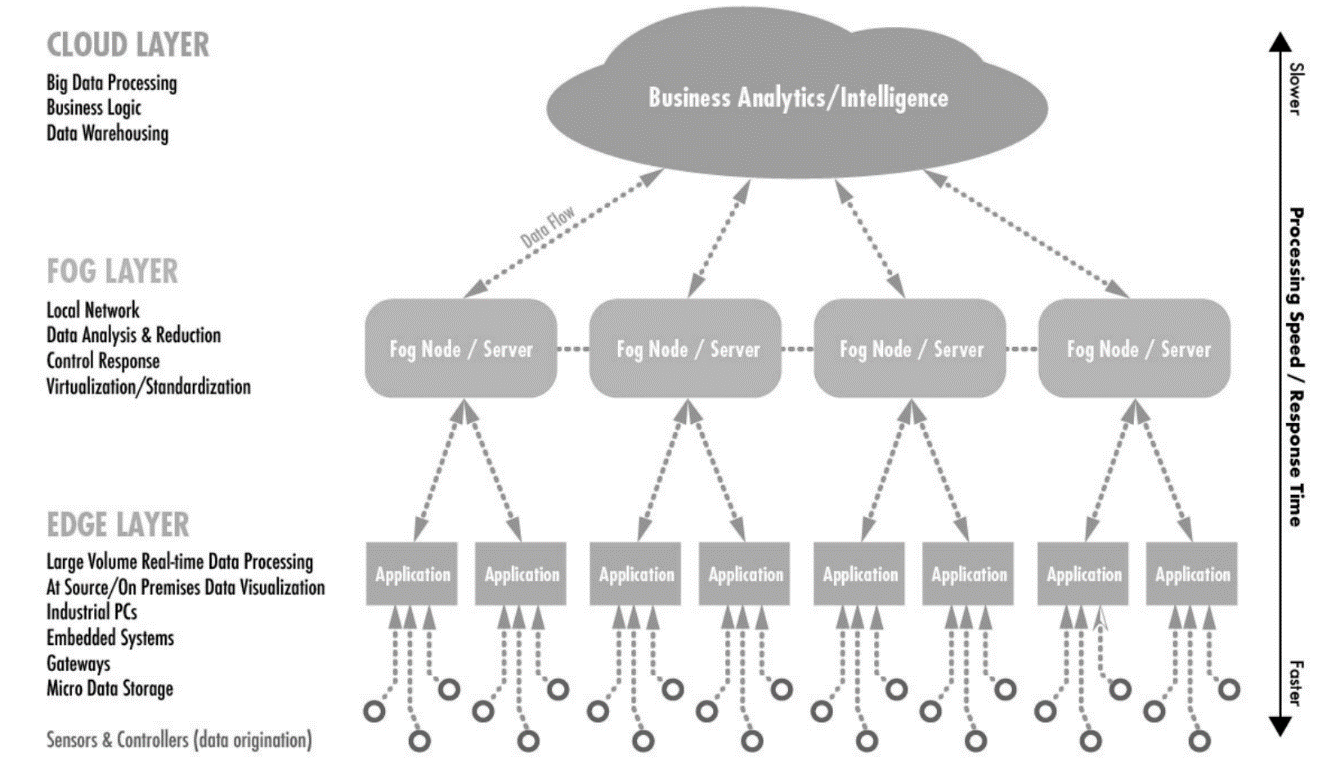 CLOUD LAYER
Big Data Processing
Business Logic
Data Warehousing
Business Analytics/Intelligence
Slower
Data Flow
FOG LAYER
Local Network
Data Analysis & Reduction
Control Response
Virtualization/Standardization
Fog Node / Server
Fog Node / Server
Fog Node / Server
Fog Node / Server
Processing Speed / Response Time
EDGE LAYER
Large Volume Real-time Data Processing
At Source/On Premises Data Visualization
Industrial PCs
Embedded Systems
Gateways
Micro Data Storage
Application
Application
Application
Application
Application
Application
Application
Application
Faster
Sensors & Controllers (data origination)